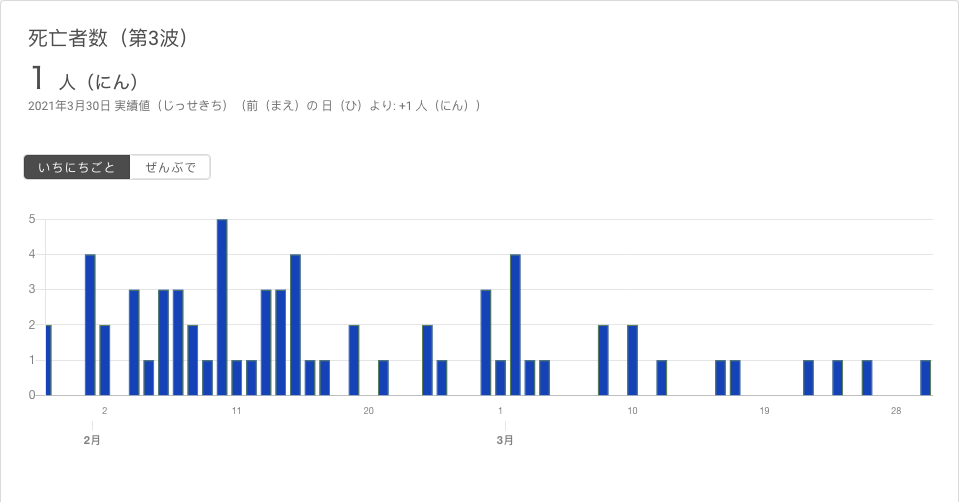 死亡者数（第3波）
1 人（にん）
2021年3月30日 実績値（じっせきち）（前（まえ）の 日（ひ）より: +1 人（にん））
いちにちごと ぜんぶで
5
4
3
2
1
0
2 11 20 1 10 19 28
2月 3月